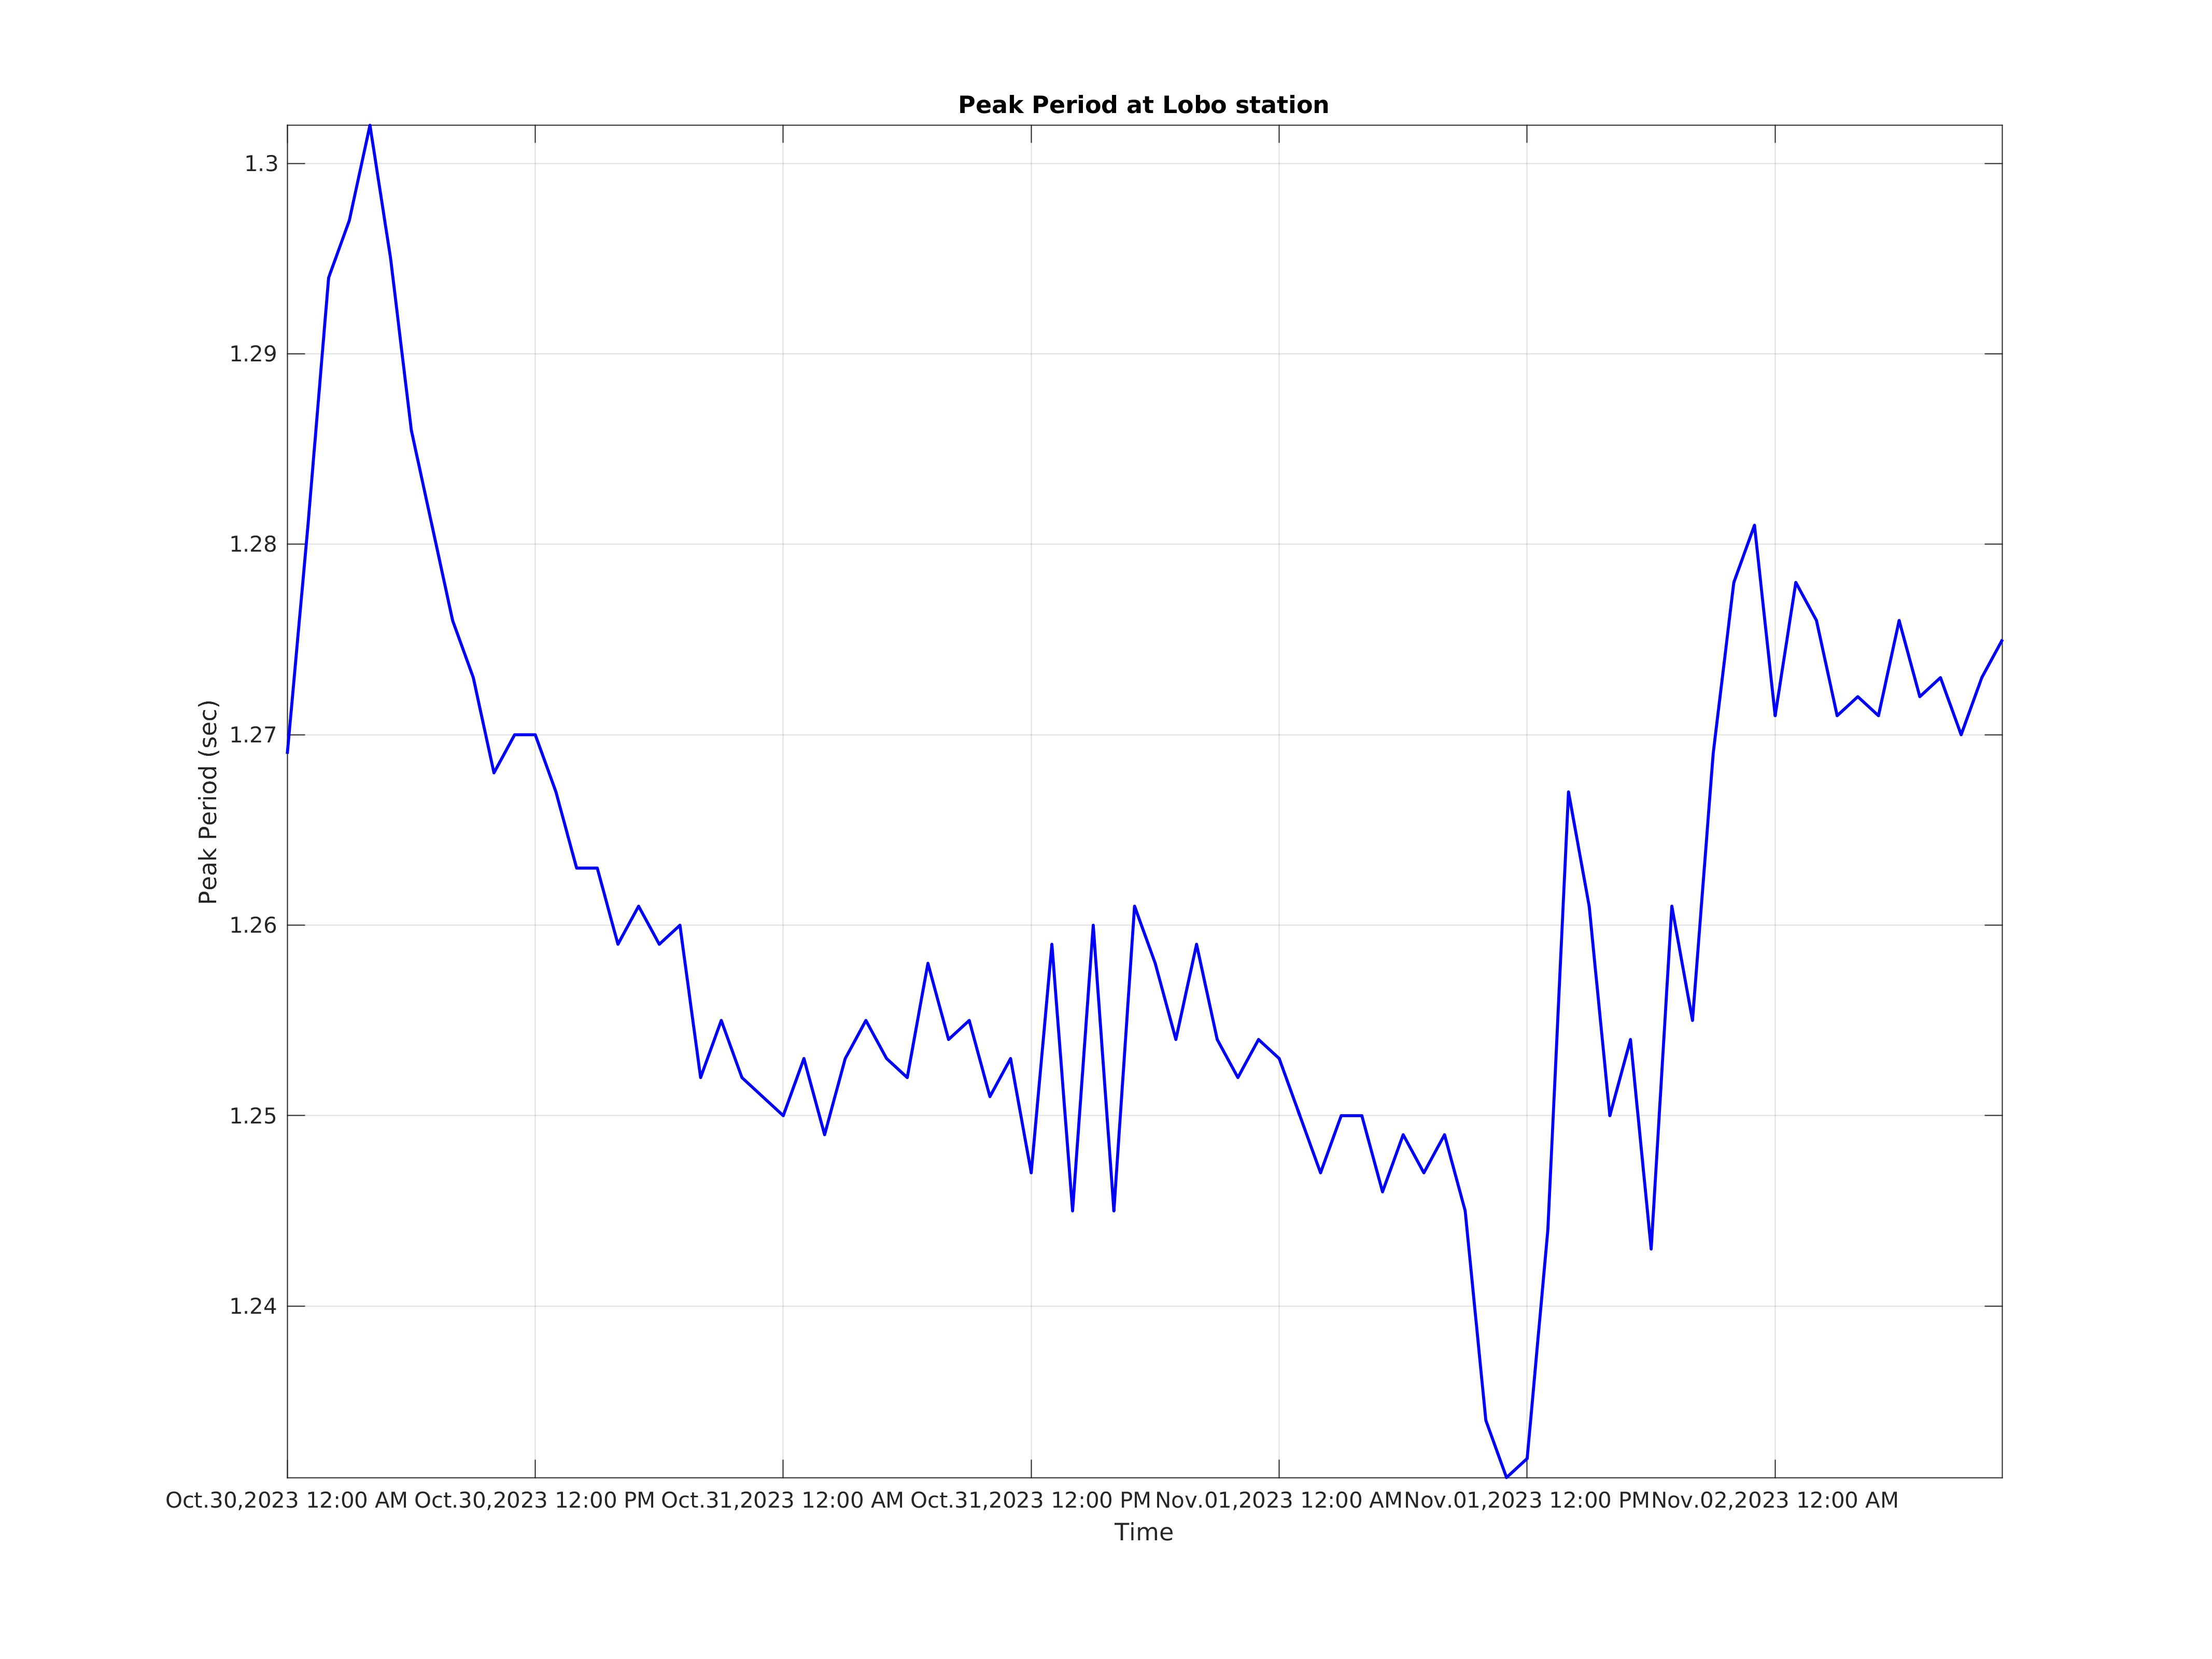 Peak Period at Lobo station
1.3
1.29
1.28
1.27
1.26
1.25
1.24
Peak Period (sec)
Oct.30,2023 12:00 AM Oct.30,2023 12:00 PM Oct.31,2023 12:00 AM Oct.31,2023 12:00 PM Nov.01,2023 12:00 AM Nov.01,2023 12:00 PM Nov.02,2023 12:00 AM
Time